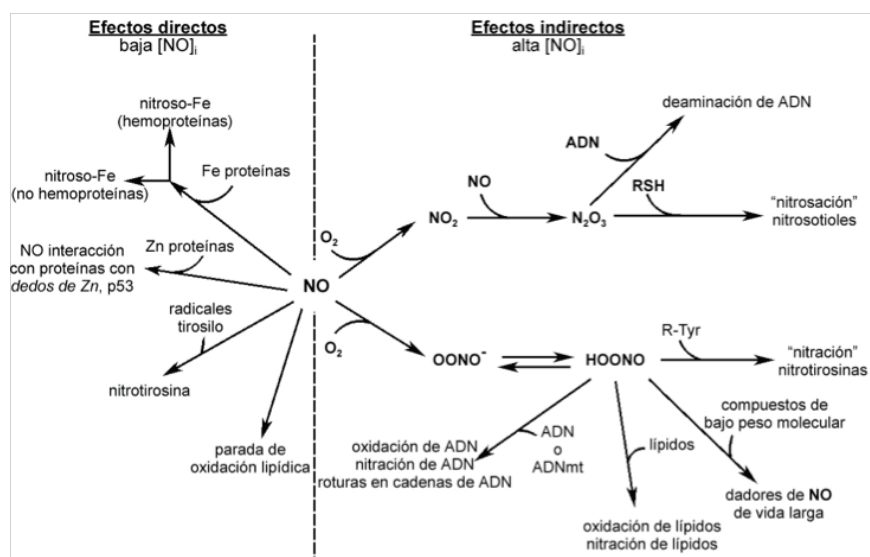 Efectos directos
baja [NO]i
Efectos indirectos
alta [NO]i
nitroso-Fe
(hemoproteínas)
nitroso-Fe
(no hemoproteínas)
Fe proteínas
NO interacción
con proteínas con
dedos de Zn, p53
Zn proteínas
radicales
tirosilo
nitrotirosina
parada de
oxidación lipídica
NO
O2
O2
NO2
NO
N2O3
ADN
deaminación de ADN
RSH
“nitrosación”
nitrosotioles
OONO-
HOONO
R-Tyr
“nitración”
nitrotirosinas
oxidación de ADN
nitración de ADN
roturas en cadenas de ADN
ADN
o
ADNmt
lípidos
oxidación de lípidos
nitración de lípidos
compuestos de
bajo peso molecular
dadores de NO
de vida larga